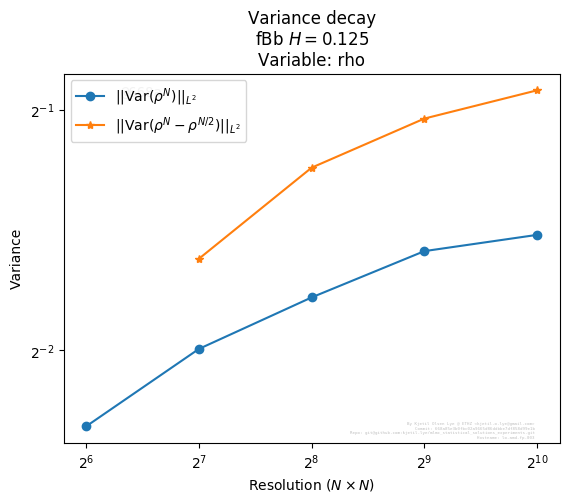 Variance decay
fBb H = 0.125
Variable: rho
||Var(ρ^N)||_{L^2}
||Var(ρ^N − ρ^{N/2})||_{L^2}
Variance
2^{−1}
2^{−2}
2^6 2^7 2^8 2^9 2^{10}
Resolution (N × N)